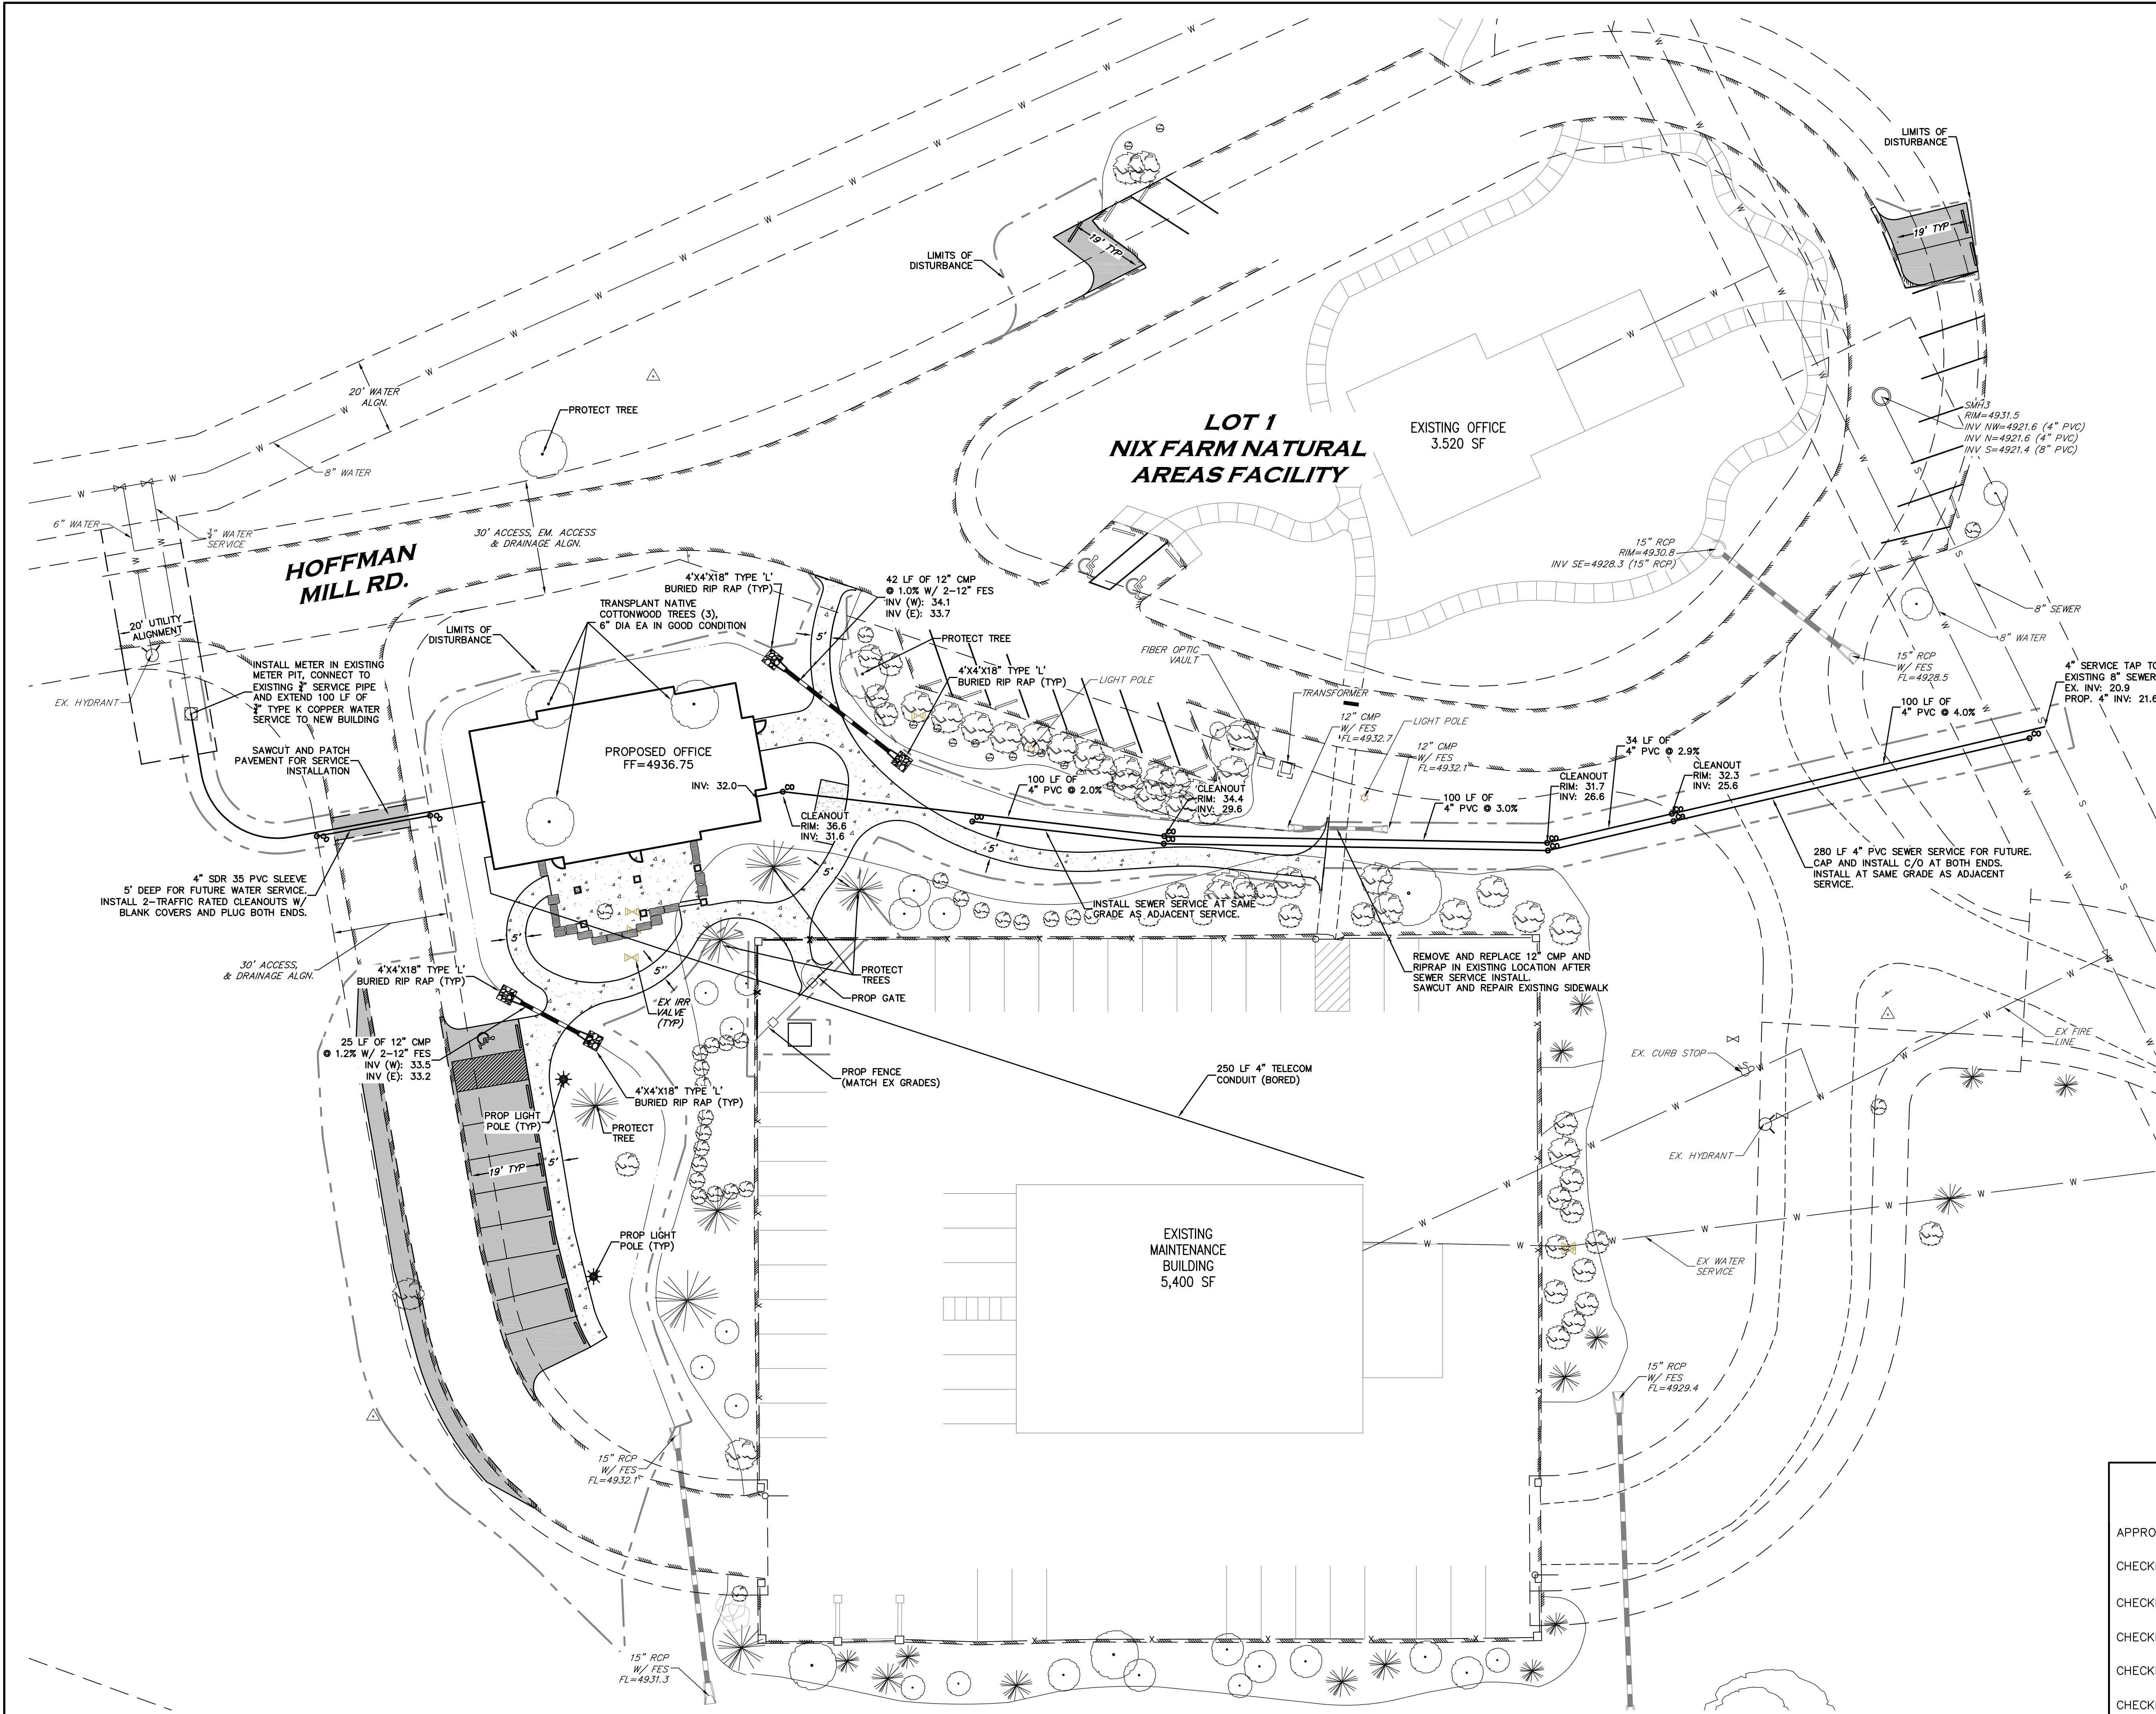 LIMITS OF
DISTURBANCE
19' TYP
LIMITS OF
DISTURBANCE
19' TYP
20' WATER
ALGN.
PROTECT TREE
8" WATER
6" WATER
¾" WATER
SERVICE
HOFFMAN
MILL RD.
30' ACCESS, EM. ACCESS
& DRAINAGE ALGN.
LOT 1
NIX FARM NATURAL
AREAS FACILITY
EXISTING OFFICE
3.520 SF
SMH3
RIM=4931.5
INV NW=4921.6 (4" PVC)
INV N=4921.6 (4" PVC)
INV S=4921.4 (8" PVC)
15" RCP
RIM=4930.8
INV SE=4928.3 (15" RCP)
8" SEWER
8" WATER
15" RCP
W/ FES
FL=4928.5
20' UTILITY
ALIGNMENT
EX. HYDRANT
INSTALL METER IN EXISTING
METER PIT, CONNECT TO
EXISTING ¾" SERVICE PIPE
AND EXTEND 100 LF OF
¾" TYPE K COPPER WATER
SERVICE TO NEW BUILDING
SAWCUT AND PATCH
PAVEMENT FOR SERVICE
INSTALLATION
LIMITS OF
DISTURBANCE
TRANSPLANT NATIVE
COTTONWOOD TREES (3),
6" DIA EA IN GOOD CONDITION
4'X4'X18" TYPE 'L'
BURIED RIP RAP (TYP)
42 LF OF 12" CMP
@ 1.0% W/ 2-12" FES
INV (W): 34.1
INV (E): 33.7
5'
PROTECT TREE
4'X4'X18" TYPE 'L'
BURIED RIP RAP (TYP)
LIGHT POLE
FIBER OPTIC
VAULT
TRANSFORMER
12" CMP
W/ FES
FL=4932.7
LIGHT POLE
12" CMP
W/ FES
FL=4932.1
4" SERVICE TAP TO
EXISTING 8" SEWER
EX. INV: 20.9
PROP. 4" INV: 21.6
100 LF OF
4" PVC @ 4.0%
34 LF OF
4" PVC @ 2.9%
CLEANOUT
RIM: 32.3
INV: 25.6
CLEANOUT
RIM: 31.7
INV: 26.6
100 LF OF
4" PVC @ 3.0%
CLEANOUT
RIM: 34.4
INV: 29.6
100 LF OF
4" PVC @ 2.0%
PROPOSED OFFICE
FF=4936.75
INV: 32.0
CLEANOUT
RIM: 36.6
INV: 31.6
5'
5'
4" SDR 35 PVC SLEEVE
5' DEEP FOR FUTURE WATER SERVICE.
INSTALL 2-TRAFFIC RATED CLEANOUTS W/
BLANK COVERS AND PLUG BOTH ENDS.
280 LF 4" PVC SEWER SERVICE FOR FUTURE.
CAP AND INSTALL C/O AT BOTH ENDS.
INSTALL AT SAME GRADE AS ADJACENT
SERVICE.
INSTALL SEWER SERVICE AT SAME
GRADE AS ADJACENT SERVICE.
5'
5''
30' ACCESS,
& DRAINAGE ALGN.
4'X4'X18" TYPE 'L'
BURIED RIP RAP (TYP)
PROTECT
TREES
PROP GATE
EX IRR
VALVE
(TYP)
REMOVE AND REPLACE 12" CMP AND
RIPRAP IN EXISTING LOCATION AFTER
SEWER SERVICE INSTALL.
SAWCUT AND REPAIR EXISTING SIDEWALK
25 LF OF 12" CMP
@ 1.2% W/ 2-12" FES
INV (W): 33.5
INV (E): 33.2
4'X4'X18" TYPE 'L'
BURIED RIP RAP (TYP)
PROP FENCE
(MATCH EX GRADES)
250 LF 4" TELECOM
CONDUIT (BORED)
EX. CURB STOP
EX FIRE
LINE
PROP LIGHT
POLE (TYP)
PROTECT
TREE
19' TYP
5'
EX. HYDRANT
PROP LIGHT
POLE (TYP)
EXISTING
MAINTENANCE
BUILDING
5,400 SF
EX WATER
SERVICE
15" RCP
W/ FES
FL=4929.4
15" RCP
W/ FES
FL=4932.1
15" RCP
W/ FES
FL=4931.3
APPRO
CHECK
CHECK
CHECK
CHECK
CHECK